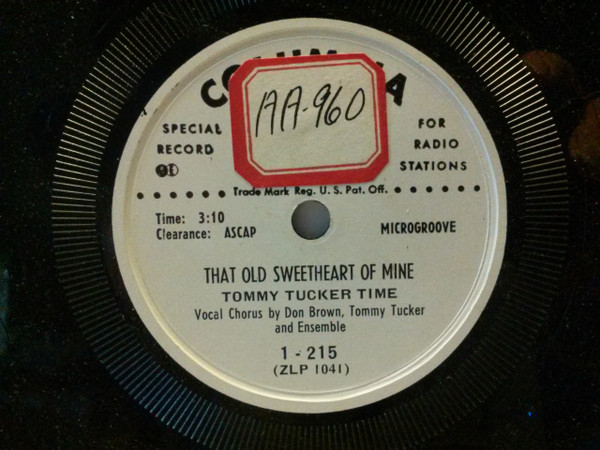 COLUMBIA
AA-960
SPECIAL
RECORD
FOR
RADIO
STATIONS
Trade Mark Reg. U. S. Pat. Off.
Time: 3:10
Clearance: ASCAP
MICROGROOVE
THAT OLD SWEETHEART OF MINE
TOMMY TUCKER TIME
Vocal Chorus by Don Brown, Tommy Tucker
and Ensemble
1 - 215
(ZLP 1041)